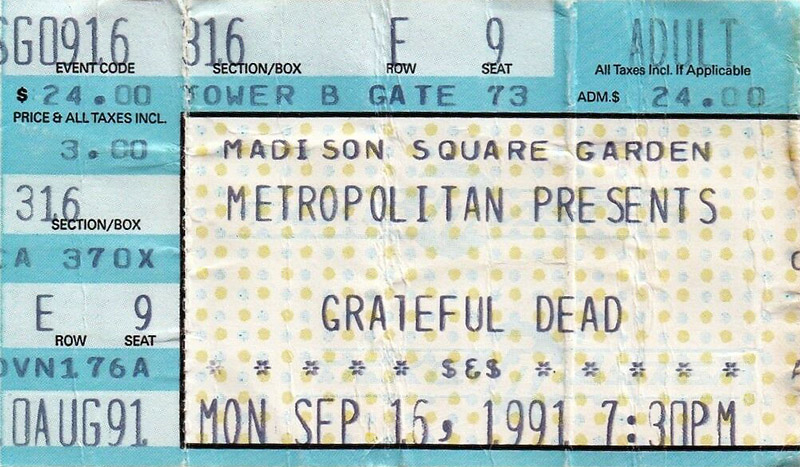 SG0916 316 E 9 ADULT
EVENT CODE SECTION/BOX ROW SEAT All Taxes Incl. If Applicable
$ 24.00 TOWER B GATE 73 ADM.$ 24.00
PRICE & ALL TAXES INCL.
3.00 MADISON SQUARE GARDEN
316 METROPOLITAN PRESENTS
SECTION/BOX
CA 370X
E 9 GRATEFUL DEAD
ROW SEAT
OVN176A * * * * * $E$ * * * * *
0AUG91 MON SEP 16, 1991 7:30PM